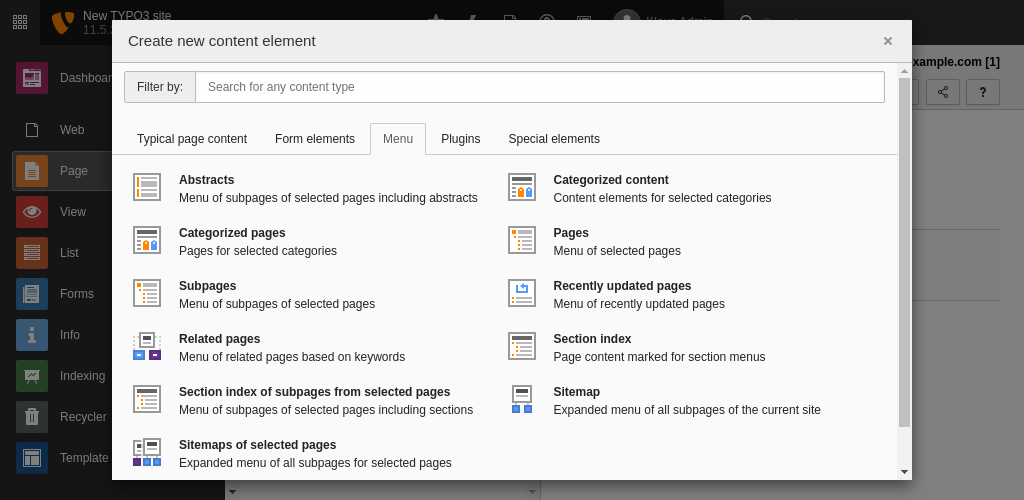 New TYPO3 site
11.5.
Create new content element
×
xample.com [1]
Filter by:
Search for any content type
?
Typical page content
Form elements
Menu
Plugins
Special elements
Dashboar
Web
Page
View
List
Forms
Info
Indexing
Recycler
Template
Abstracts
Menu of subpages of selected pages including abstracts
Categorized content
Content elements for selected categories
Categorized pages
Pages for selected categories
Pages
Menu of selected pages
Subpages
Menu of subpages of selected pages
Recently updated pages
Menu of recently updated pages
Related pages
Menu of related pages based on keywords
Section index
Page content marked for section menus
Section index of subpages from selected pages
Menu of subpages of selected pages including sections
Sitemap
Expanded menu of all subpages of the current site
Sitemaps of selected pages
Expanded menu of all subpages for selected pages